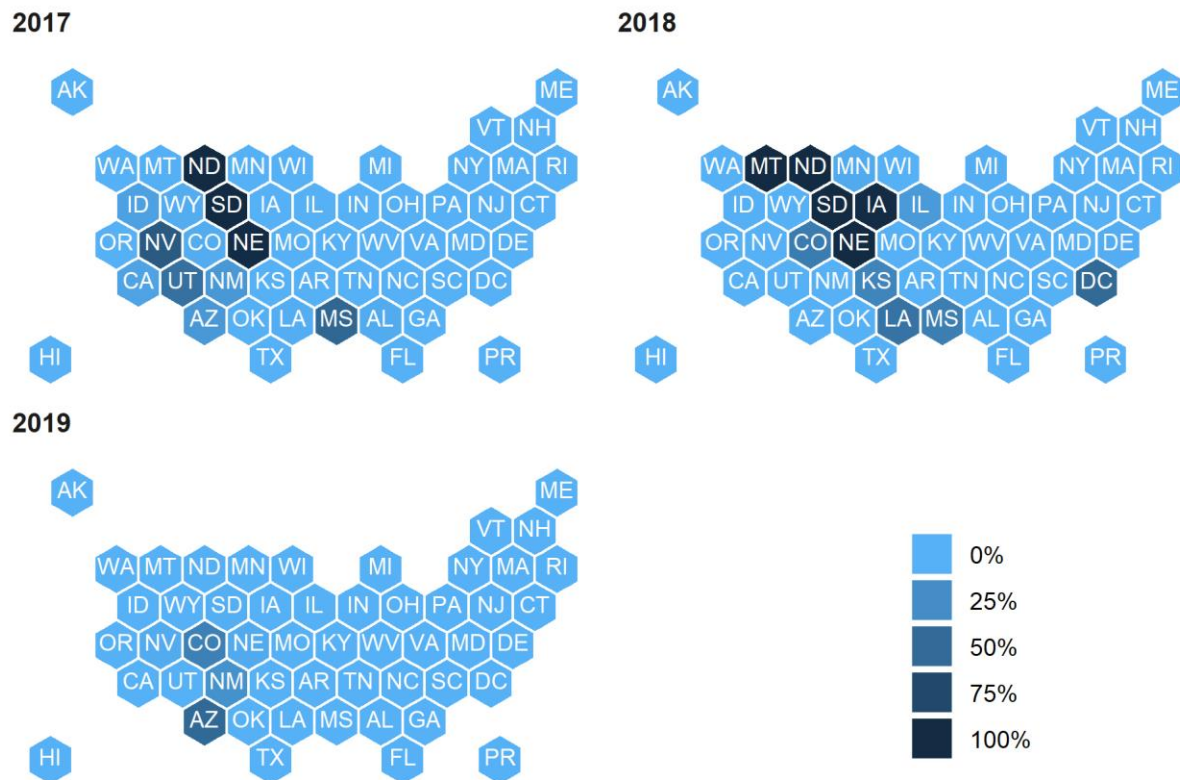 2017
AK ME
VT NH
WA MT ND MN WI MI NY MA RI
ID WY SD IA IL IN OH PA NJ CT
OR NV CO NE MO KY WV VA MD DE
CA UT NM KS AR TN NC SC DC
AZ OK LA MS AL GA
HI TX FL PR
2018
AK ME
VT NH
WA MT ND MN WI MI NY MA RI
ID WY SD IA IL IN OH PA NJ CT
OR NV CO NE MO KY WV VA MD DE
CA UT NM KS AR TN NC SC DC
AZ OK LA MS AL GA
HI TX FL PR
2019
AK ME
VT NH
WA MT ND MN WI MI NY MA RI
ID WY SD IA IL IN OH PA NJ CT
OR NV CO NE MO KY WV VA MD DE
CA UT NM KS AR TN NC SC DC
AZ OK LA MS AL GA
HI TX FL PR
0%
25%
50%
75%
100%